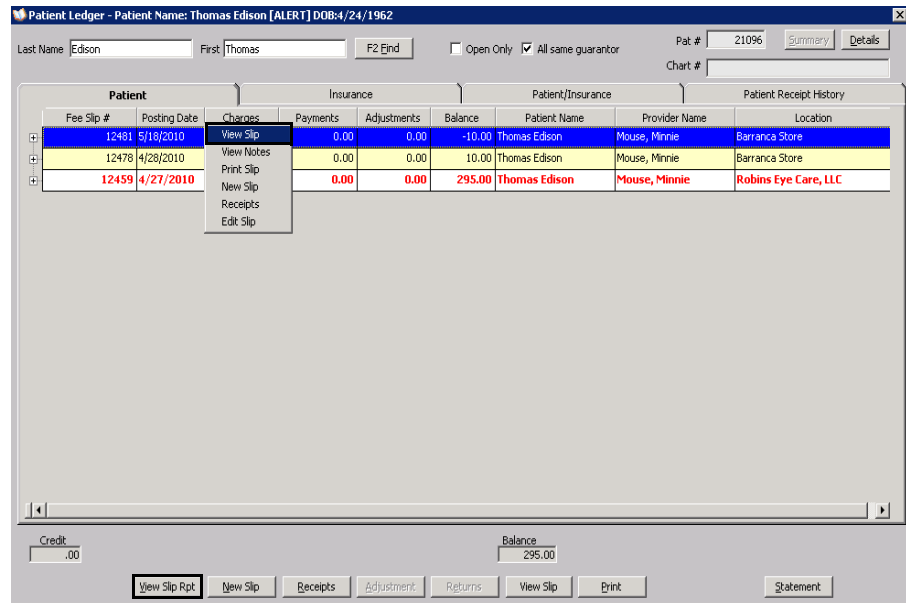 Patient Ledger - Patient Name: Thomas Edison [ALERT] DOB:4/24/1962
Last Name Edison First Thomas F2 Find Open Only All same guarantor Pat # 21096 Summary Details
Chart #
Patient Insurance Patient/Insurance Patient Receipt History
Fee Slip # Posting Date Charges Payments Adjustments Balance Patient Name Provider Name Location
12481 5/18/2010 View Slip 0.00 0.00 -10.00 Thomas Edison Mouse, Minnie Barranca Store
View Notes
12478 4/28/2010 0.00 0.00 10.00 Thomas Edison Mouse, Minnie Barranca Store
Print Slip
12459 4/27/2010 New Slip 0.00 0.00 295.00 Thomas Edison Mouse, Minnie Robins Eye Care, LLC
Receipts
Edit Slip
Credit Balance
.00 295.00
View Slip Rpt New Slip Receipts Adjustment Returns View Slip Print Statement